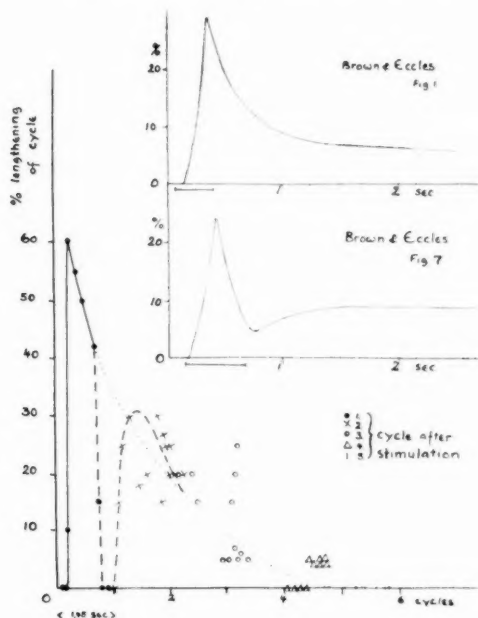 %
20
10
0
1
2 sec
Brown & Eccles
Fig 1
%
20
10
0
1
2 sec
Brown & Eccles
Fig. 7
% lengthening
of cycle
60
50
40
30
20
10
0
2
4
6
cycles
● 1
× 2
○ 3
△ 4
| 5
cycle after
stimulation